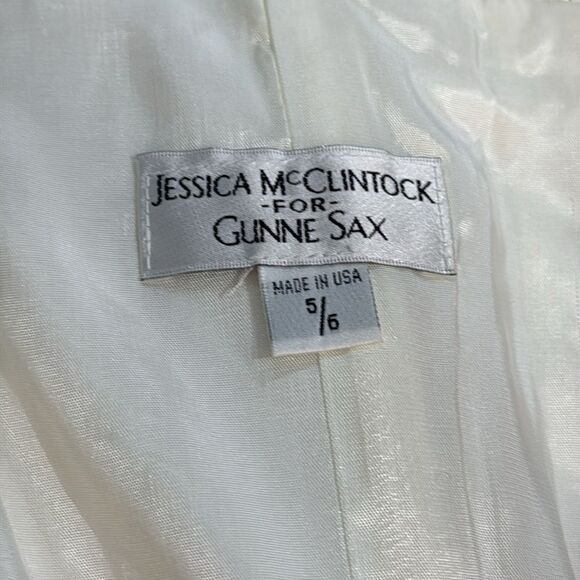 JESSICA McCLINTOCK
-FOR-
GUNNE SAX
MADE IN USA
5/6